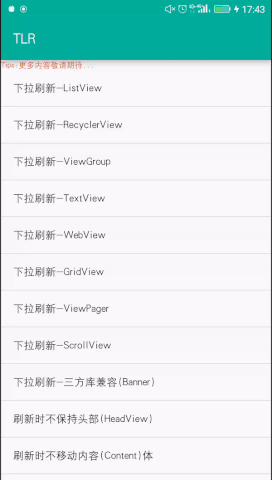 17:43
TLR
Tips:更多内容敬请期待...
下拉刷新-ListView
下拉刷新-RecyclerView
下拉刷新-ViewGroup
下拉刷新-TextView
下拉刷新-WebView
下拉刷新-GridView
下拉刷新-ViewPager
下拉刷新-ScrollView
下拉刷新-三方库兼容(Banner)
刷新时不保持头部(HeadView)
刷新时不移动内容(Content)体